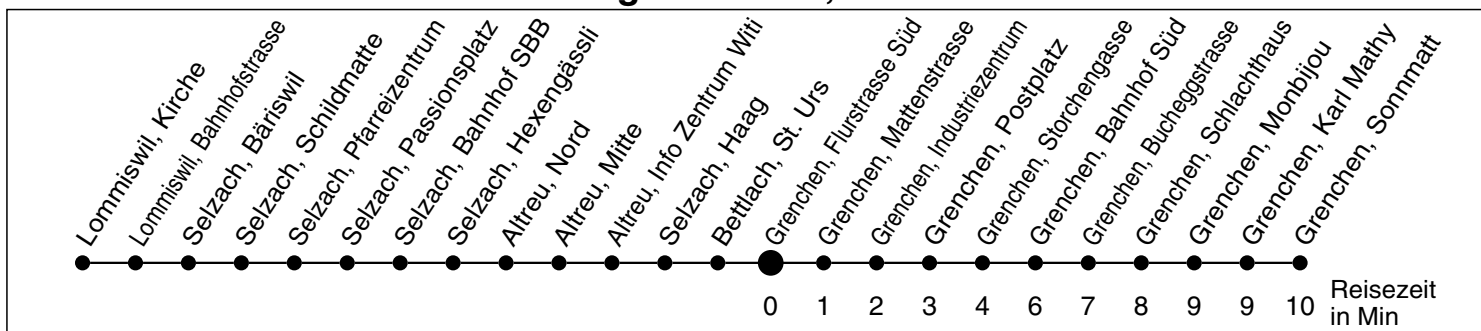 Lommiswil, Kirche
Lommiswil, Bahnhofstrasse
Selzach, Bäriswil
Selzach, Schildmatte
Selzach, Pfarreizentrum
Selzach, Passionsplatz
Selzach, Bahnhof SBB
Selzach, Hexengässli
Altreu, Nord
Altreu, Mitte
Altreu, Info Zentrum Witi
Selzach, Haag
Bettlach, St. Urs
Grenchen, Flurstrasse Süd
Grenchen, Mattenstrasse
Grenchen, Industriezentrum
Grenchen, Postplatz
Grenchen, Storchengasse
Grenchen, Bahnhof Süd
Grenchen, Bucheggstrasse
Grenchen, Schlachthaus
Grenchen, Monbijou
Grenchen, Karl Mathy
Grenchen, Sonnmatt
0 1 2 3 4 6 7 8 9 9 10
Reisezeit
in Min